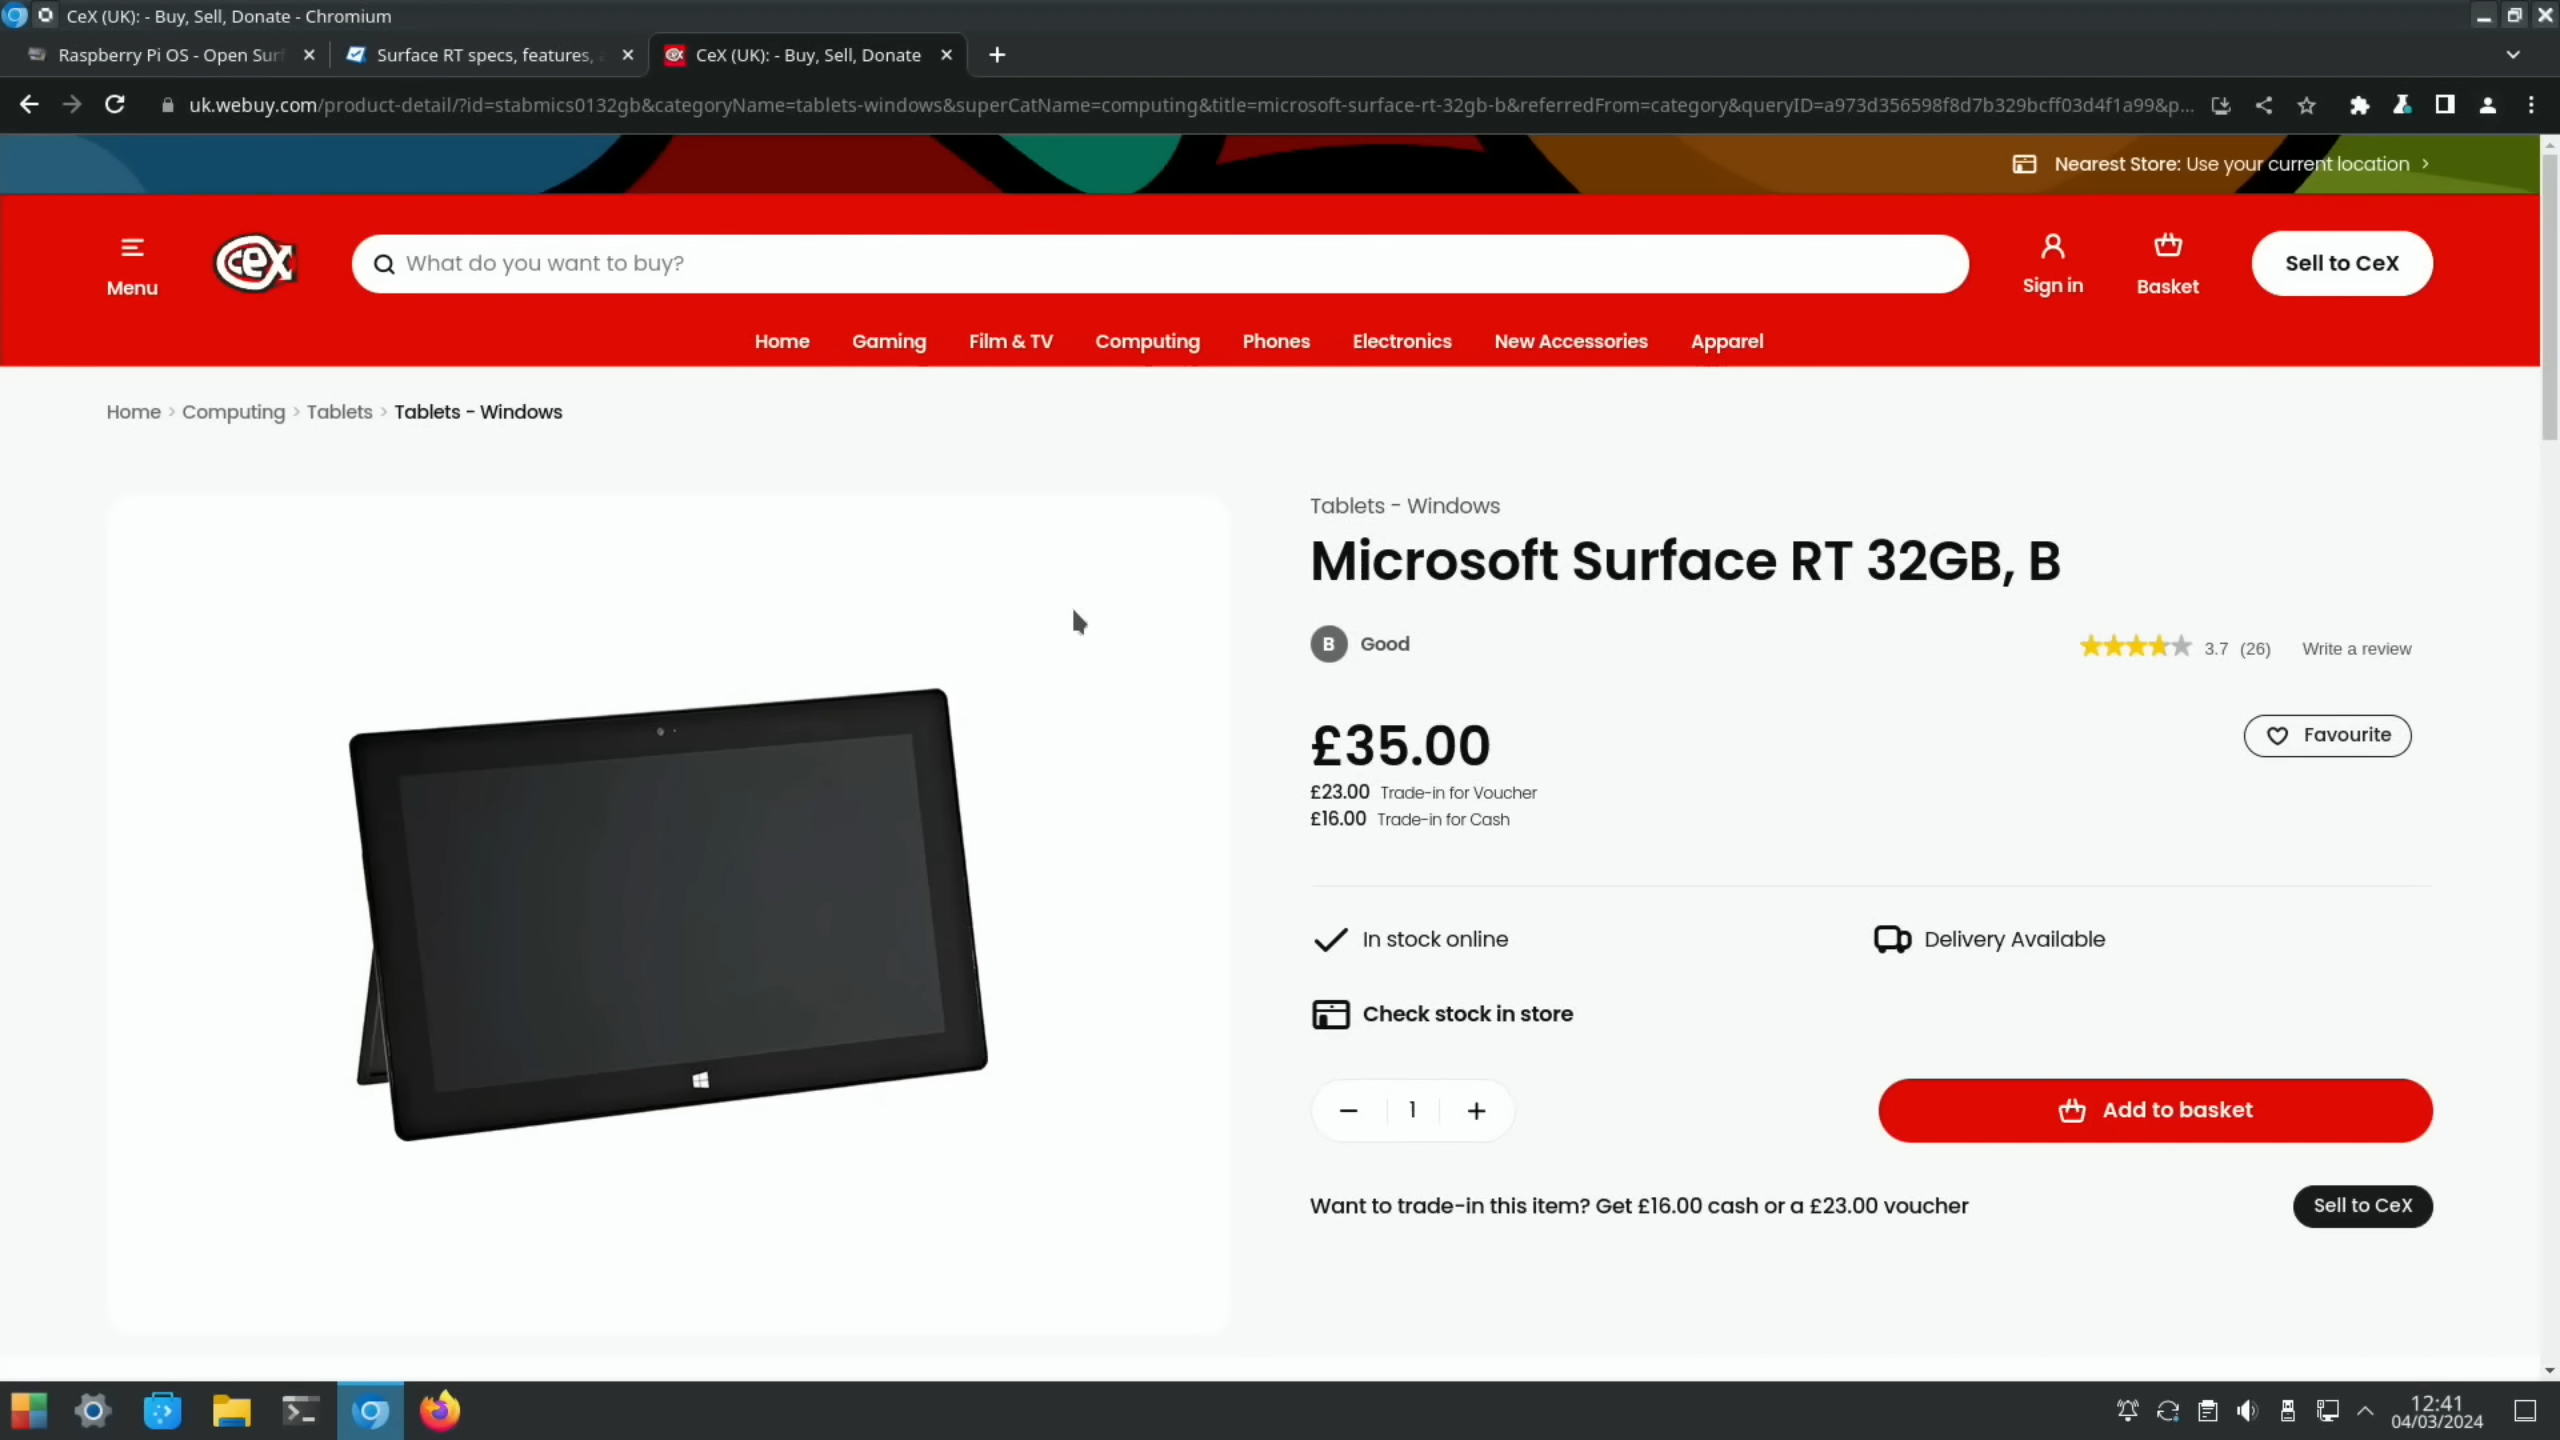 CeX (UK): - Buy, Sell, Donate - Chromium
Raspberry Pi OS - Open Surf
Surface RT specs, features, a
CeX (UK): - Buy, Sell, Donate
uk.webuy.com/product-detail/?id=stabmics0132gb&categoryName=tablets-windows&superCatName=computing&title=microsoft-surface-rt-32gb-b&referredFrom=category&queryID=a973d356598f8d7b329bcff03d4f1a99&p...
Nearest Store: Use your current location
Menu
CeX
What do you want to buy?
Sign in
Basket
Sell to CeX
Home Gaming Film & TV Computing Phones Electronics New Accessories Apparel
Home > Computing > Tablets > Tablets - Windows
Tablets - Windows
Microsoft Surface RT 32GB, B
B Good
3.7 (26) Write a review
£35.00
Favourite
£23.00 Trade-in for Voucher
£16.00 Trade-in for Cash
In stock online
Delivery Available
Check stock in store
− 1 +
Add to basket
Want to trade-in this item? Get £16.00 cash or a £23.00 voucher
Sell to CeX
12:41
04/03/2024